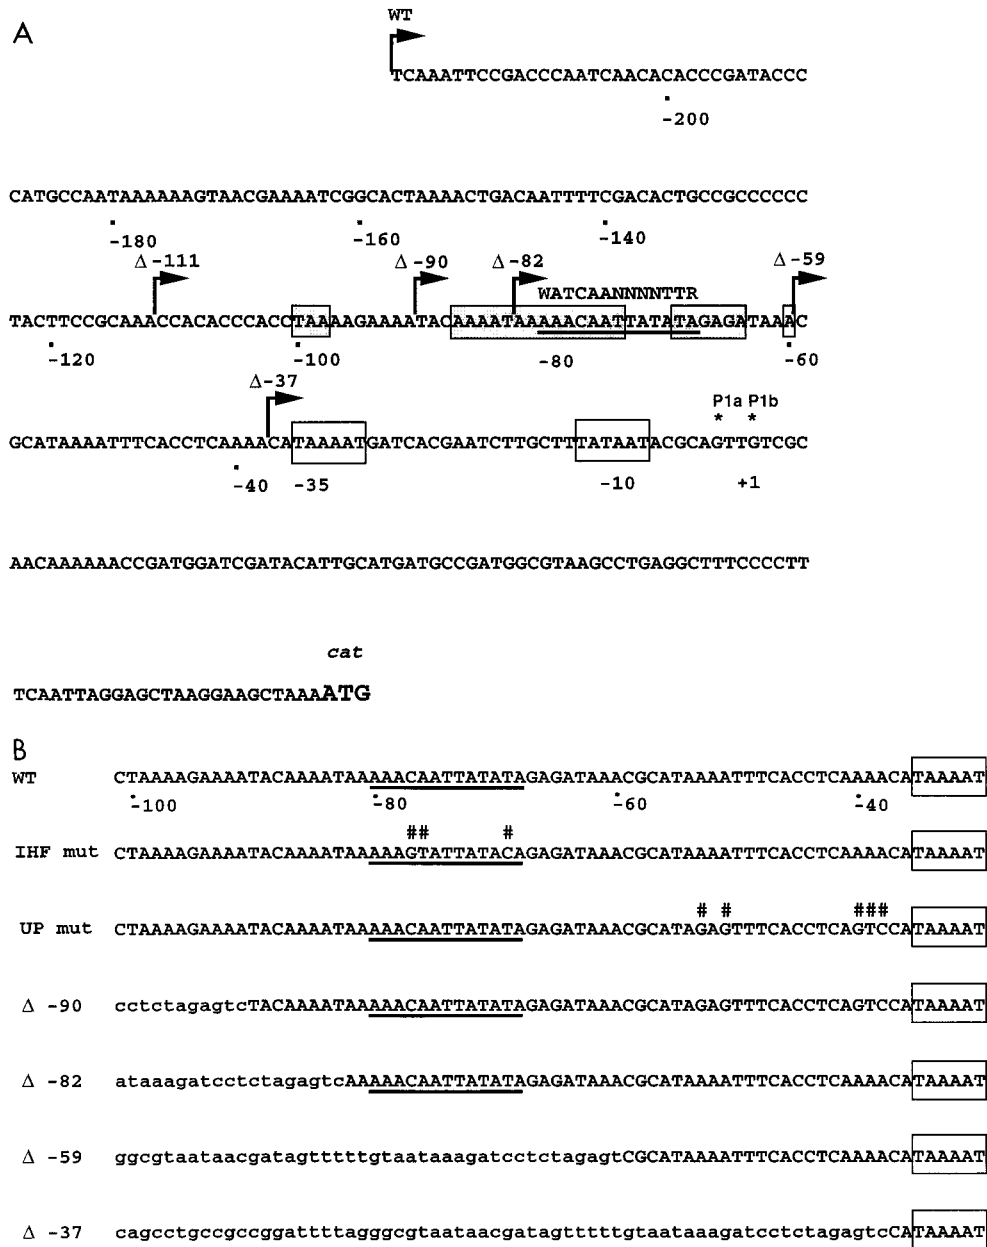 A
WT
TCAAATTCCGACCCAATCAACACACCCGATACCC
-200
CATGCCAATAAAAAAGTAACGAAAATCGGCACTAAAACTGACAATTTTCGACACTGCCGCCCCCC
-180 -160 -140
Δ-111 Δ-90 Δ-82 Δ-59
WATCAANNNNTTR
TACTTCCGCAAACCACACCCACCTAAAAGAAAATACAAAATAAAAACAATTATATAGAGATAAAC
-120 -100 -80 -60
Δ-37 P1a P1b
* *
GCATAAAATTTCACCTCAAAACATAAAATGATCACGAATCTTGCTTTATAATACGCAGTTGTCGC
-40 -35 -10 +1
AACAAAAAACCGATGGATCGATACATTGCATGATGCCGATGGCGTAAGCCTGAGGCTTTCCCCTT
cat
TCAATTAGGAGCTAAGGAAGCTAAAATG
B
WT CTAAAAGAAAATACAAAATAAAAACAATTATATAGAGATAAACGCATAAAATTTCACCTCAAAACATAAAAT
-100 -80 -60 -40
## #
IHF mut CTAAAAGAAAATACAAAATAAAAAGTATTATACAGAGATAAACGCATAAAATTTCACCTCAAAACATAAAAT
# # ###
UP mut CTAAAAGAAAATACAAAATAAAAACAATTATATAGAGATAAACGCATAGAGTTTCACCTCAGTCCATAAAAT
Δ -90 cctctagagtcTACAAAATAAAAACAATTATATAGAGATAAACGCATAGAGTTTCACCTCAGTCCATAAAAT
Δ -82 ataaagatcctctagagtcAAAAACAATTATATAGAGATAAACGCATAAAATTTCACCTCAAAACATAAAAT
Δ -59 ggcgtaataacgatagtttttgtaataaagatcctctagagtCGCATAAAATTTCACCTCAAAACATAAAAT
Δ -37 cagcctgccgccggattttagggcgtaataacgatagtttttgtaataaagatcctctagagtcCATAAAAT